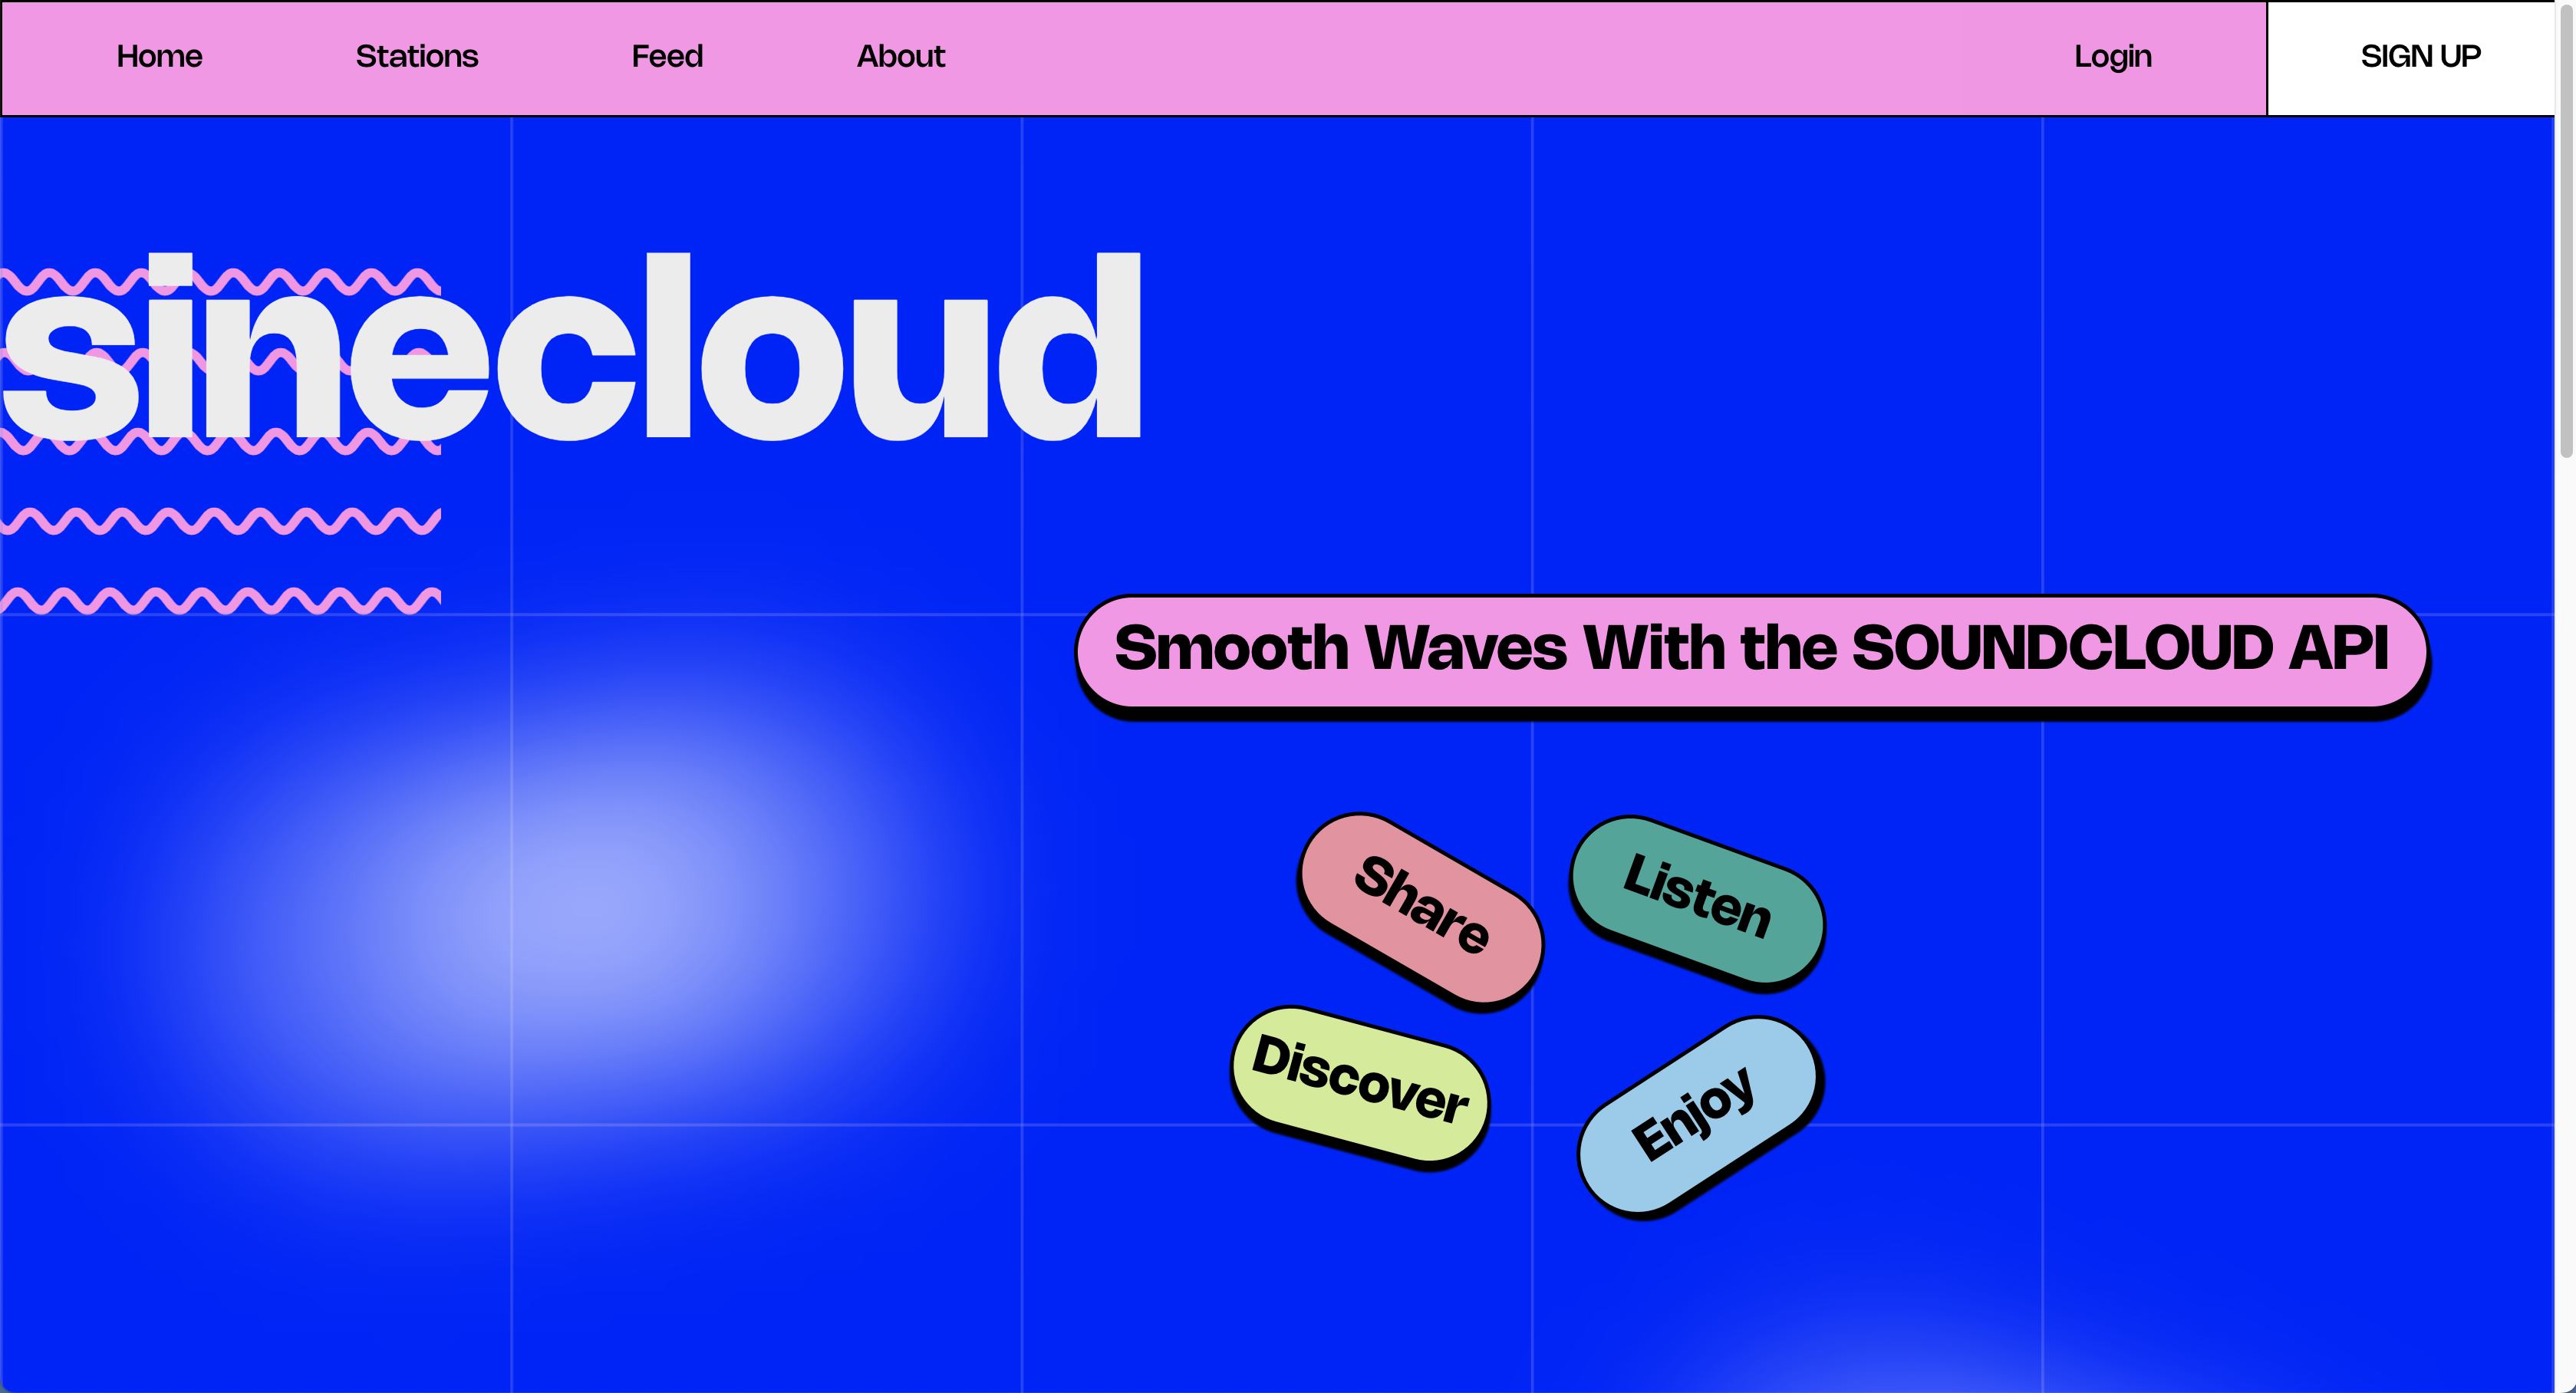 Home Stations Feed About Login SIGN UP
sinecloud
Smooth Waves With the SOUNDCLOUD API
Share Listen
Discover Enjoy